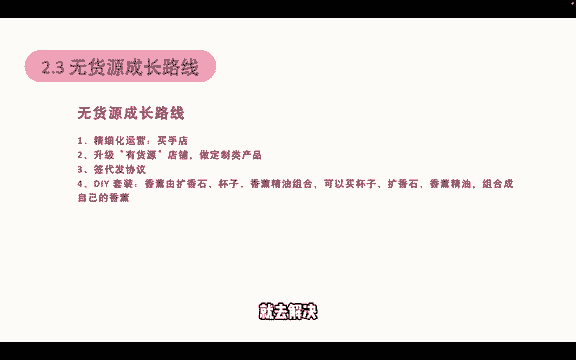 2.3 无货源成长路线
无货源成长路线
1、精细化运营：买手店
2、升级“有货源”店铺，做定制类产品
3、签代发协议
4、DIY 套装：香薰由扩香石、杯子、香薰精油组合，可以买杯子、扩香石、香薰精油，组合成
自己的香薰
就去解决